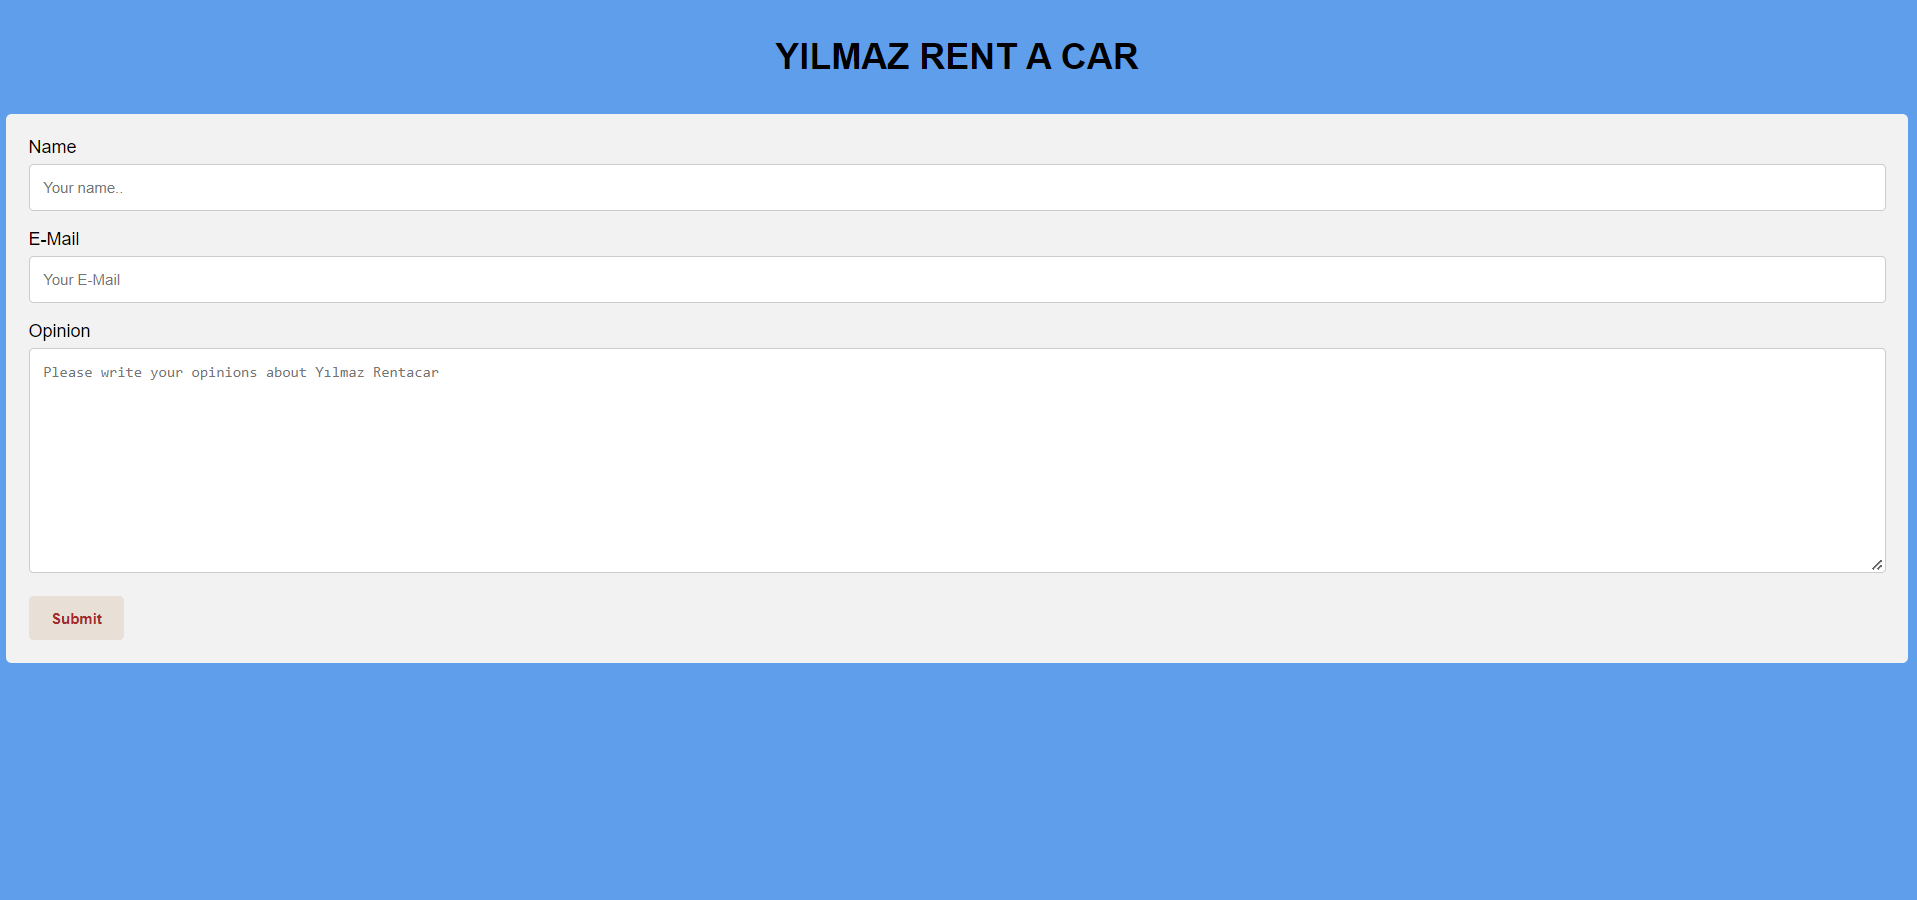 YILMAZ RENT A CAR
Name
Your name..
E-Mail
Your E-Mail
Opinion
Please write your opinions about Yılmaz Rentacar
Submit